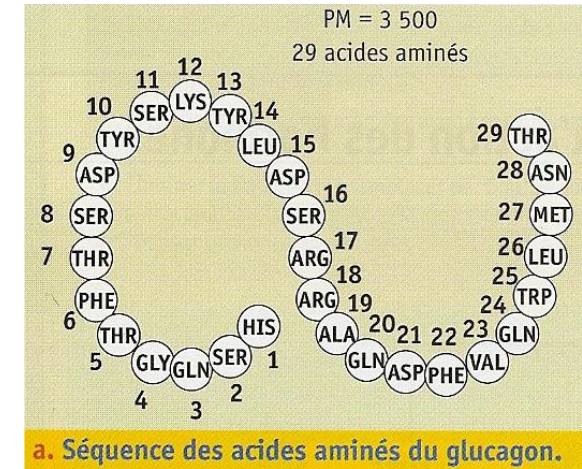 PM = 3 500
29 acides aminés
HIS 1
SER 2
GLN 3
GLY 4
THR 5
PHE 6
THR 7
SER 8
ASP 9
TYR 10
SER 11
LYS 12
TYR 13
LEU 14
ASP 15
SER 16
ARG 17
ARG 18
ALA 19
GLN 20
ASP 21
PHE 22
VAL 23
GLN 24
TRP 25
LEU 26
MET 27
ASN 28
THR 29
a. Séquence des acides aminés du glucagon.